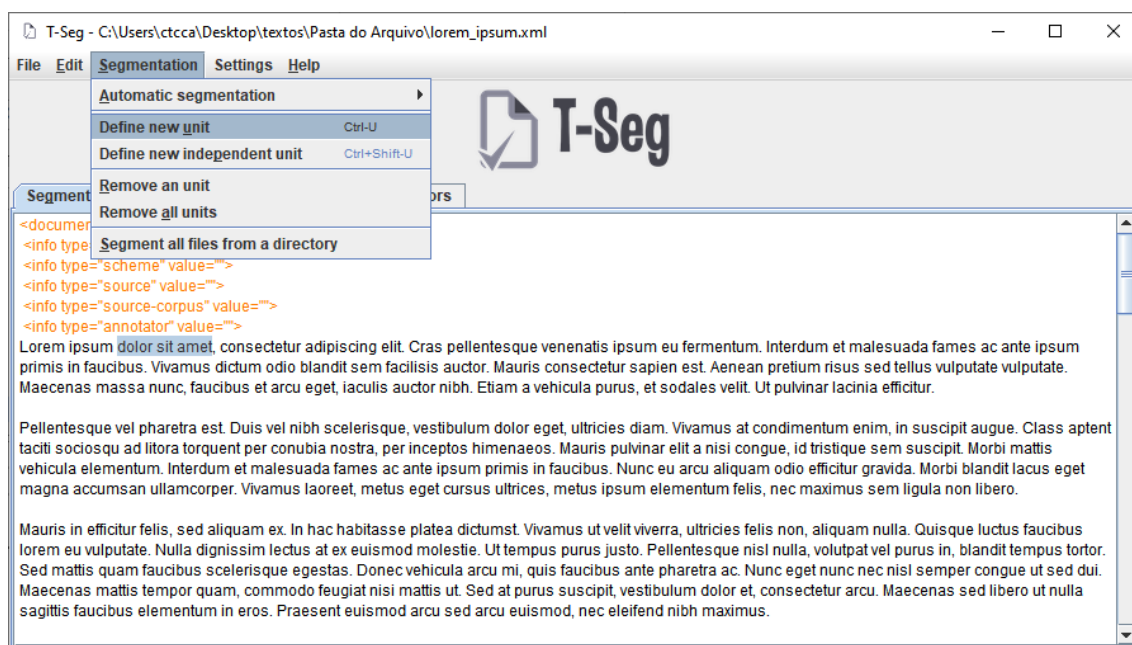 T-Seg - C:\Users\ctcca\Desktop\textos\Pasta do Arquivo\lorem_ipsum.xml
File Edit Segmentation Settings Help
Automatic segmentation
Define new unit Ctrl-U
Define new independent unit Ctrl+Shift-U
Remove an unit
Remove all units
Segment all files from a directory
T-Seg
Segment ors
<documer
<info type
<info type="scheme" value="">
<info type="source" value="">
<info type="source-corpus" value="">
<info type="annotator" value="">
Lorem ipsum dolor sit amet, consectetur adipiscing elit. Cras pellentesque venenatis ipsum eu fermentum. Interdum et malesuada fames ac ante ipsum
primis in faucibus. Vivamus dictum odio blandit sem facilisis auctor. Mauris consectetur sapien est. Aenean pretium risus sed tellus vulputate vulputate.
Maecenas massa nunc, faucibus et arcu eget, iaculis auctor nibh. Etiam a vehicula purus, et sodales velit. Ut pulvinar lacinia efficitur.
Pellentesque vel pharetra est. Duis vel nibh scelerisque, vestibulum dolor eget, ultricies diam. Vivamus at condimentum enim, in suscipit augue. Class aptent
taciti sociosqu ad litora torquent per conubia nostra, per inceptos himenaeos. Mauris pulvinar elit a nisi congue, id tristique sem suscipit. Morbi mattis
vehicula elementum. Interdum et malesuada fames ac ante ipsum primis in faucibus. Nunc eu arcu aliquam odio efficitur gravida. Morbi blandit lacus eget
magna accumsan ullamcorper. Vivamus laoreet, metus eget cursus ultrices, metus ipsum elementum felis, nec maximus sem ligula non libero.
Mauris in efficitur felis, sed aliquam ex. In hac habitasse platea dictumst. Vivamus ut velit viverra, ultricies felis non, aliquam nulla. Quisque luctus faucibus
lorem eu vulputate. Nulla dignissim lectus at ex euismod molestie. Ut tempus purus justo. Pellentesque nisl nulla, volutpat vel purus in, blandit tempus tortor.
Sed mattis quam faucibus scelerisque egestas. Donec vehicula arcu mi, quis faucibus ante pharetra ac. Nunc eget nunc nec nisl semper congue ut sed dui.
Maecenas mattis tempor quam, commodo feugiat nisi mattis ut. Sed at purus suscipit, vestibulum dolor et, consectetur arcu. Maecenas sed libero ut nulla
sagittis faucibus elementum in eros. Praesent euismod arcu sed arcu euismod, nec eleifend nibh maximus.